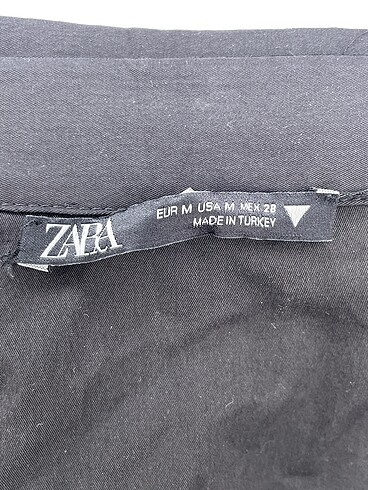 ZARA
EUR M USA M MEX 28
MADE IN TURKEY